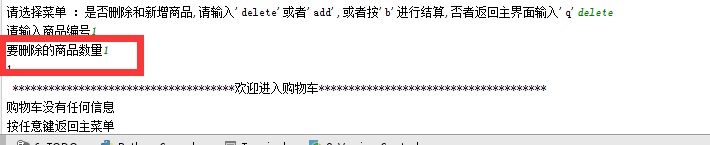 请选择菜单 : 是否删除和新增商品,请输入'delete'或者'add',或者按'b'进行结算,否者返回主界面输入'q'delete
请输入商品编号1
要删除的商品数量1
1
*************************************欢迎进入购物车**************************************
购物车没有任何信息
按任意键返回主菜单